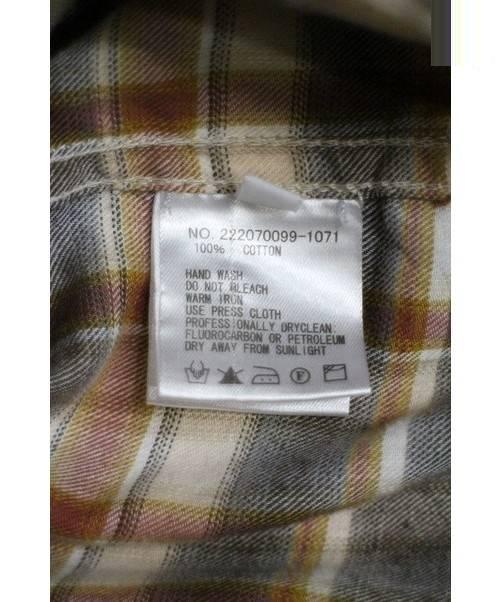 NO. 222070099-1071
100% COTTON
HAND WASH
DO NOT BLEACH
WARM IRON
USE PRESS CLOTH
PROFESSIONALLY DRYCLEAN
FLUOROCARBON OR PETROLEUM
DRY AWAY FROM SUNLIGHT
F